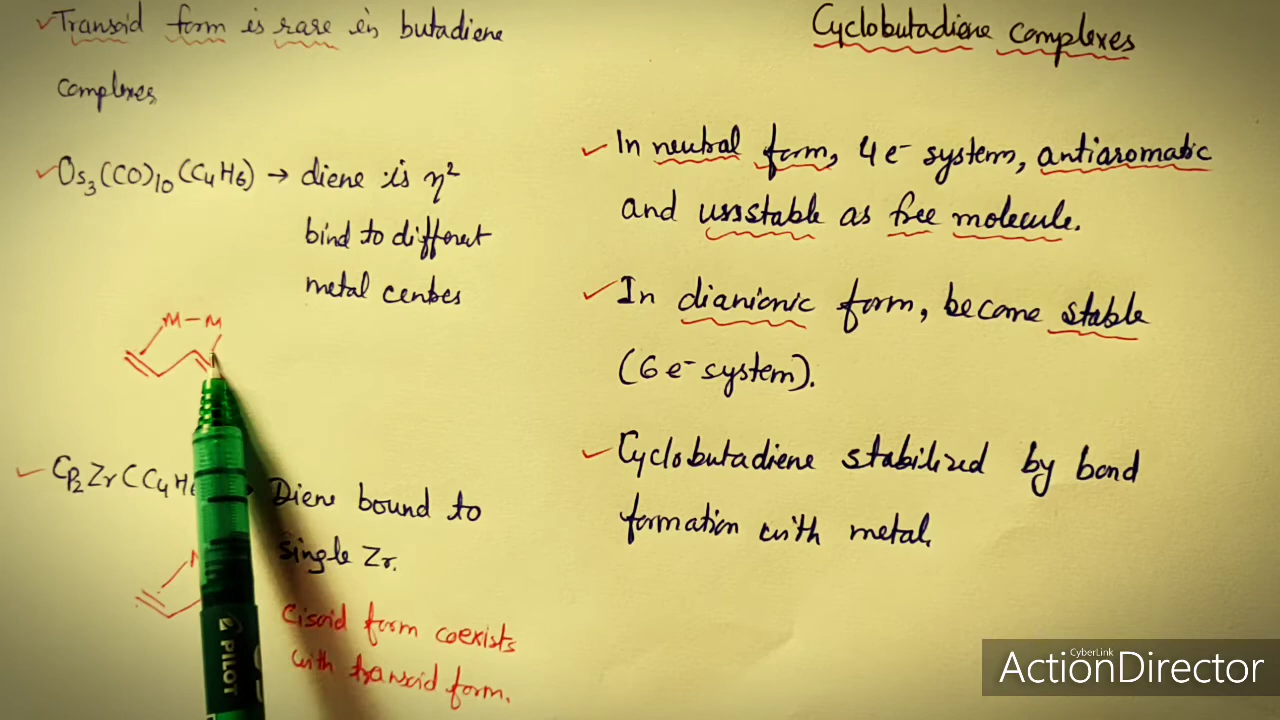 Transoid form is rare in butadiene
complexes
Os3(CO)10(C4H6) → diene is η²
bind to different
metal centres
M – M
Cp2Zr(C4H6
Diene bound to
single Zr.
Cisoid form coexists
with transoid form.
Cyclobutadiene complexes
In neutral form, 4e⁻ system, antiaromatic
and unstable as free molecule.
In dianionic form, become stable
(6e⁻ system).
Cyclobutadiene stabilized by bond
formation with metal.
PILOT
CyberLink
ActionDirector